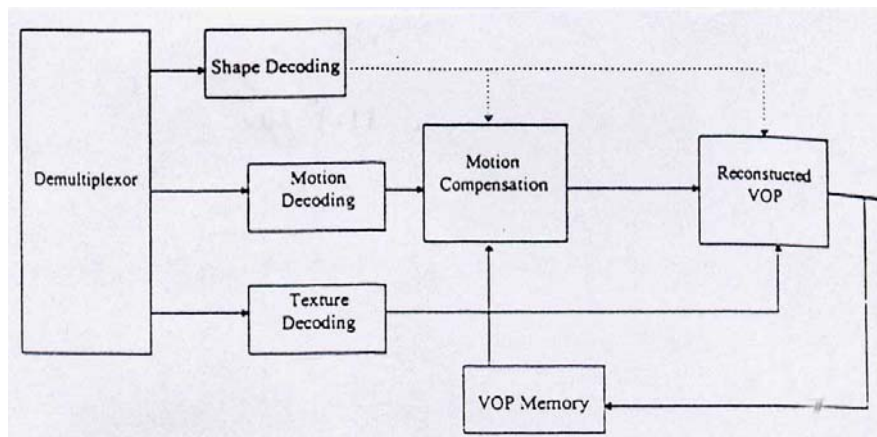 Shape Decoding
Demultiplexor
Motion
Decoding
Motion
Compensation
Reconstucted
VOP
Texture
Decoding
VOP Memory